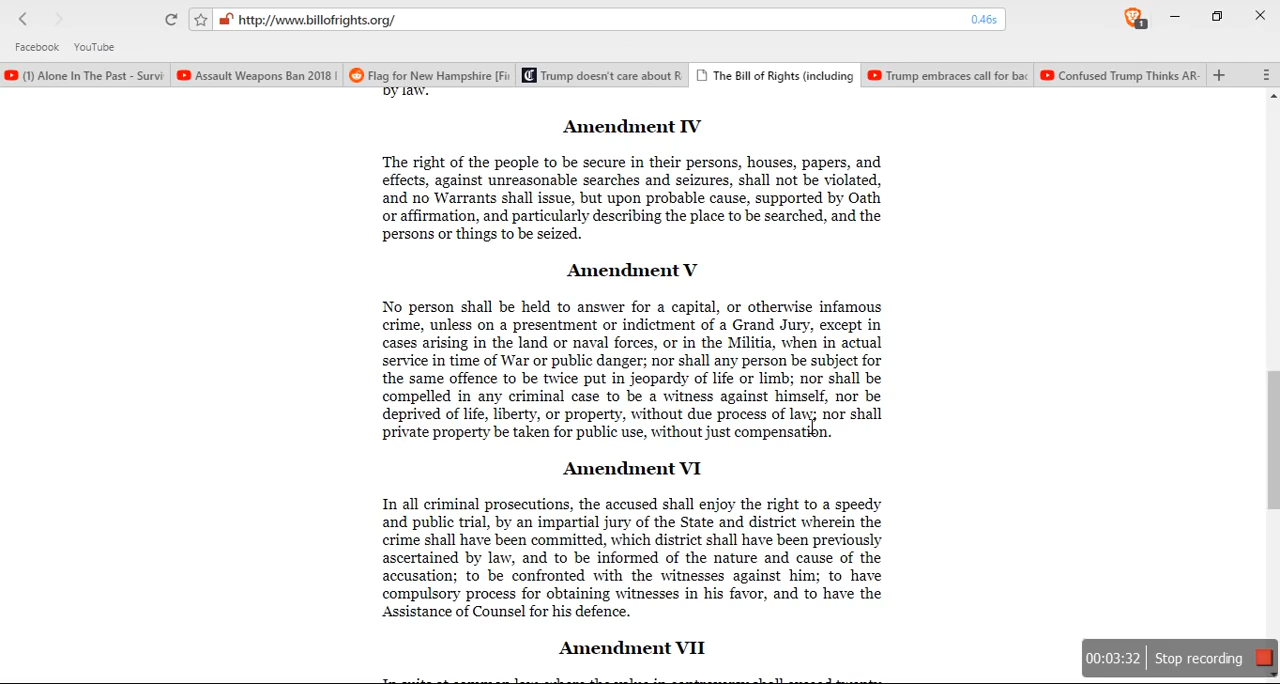 http://www.billofrights.org/
0.46s
1
Facebook YouTube
(1) Alone In The Past - Survi
Assault Weapons Ban 2018 |
Flag for New Hampshire [Fi
Trump doesn't care about R
The Bill of Rights (including
Trump embraces call for bac
Confused Trump Thinks AR-
by law.
Amendment IV
The right of the people to be secure in their persons, houses, papers, and
effects, against unreasonable searches and seizures, shall not be violated,
and no Warrants shall issue, but upon probable cause, supported by Oath
or affirmation, and particularly describing the place to be searched, and the
persons or things to be seized.
Amendment V
No person shall be held to answer for a capital, or otherwise infamous
crime, unless on a presentment or indictment of a Grand Jury, except in
cases arising in the land or naval forces, or in the Militia, when in actual
service in time of War or public danger; nor shall any person be subject for
the same offence to be twice put in jeopardy of life or limb; nor shall be
compelled in any criminal case to be a witness against himself, nor be
deprived of life, liberty, or property, without due process of law; nor shall
private property be taken for public use, without just compensation.
Amendment VI
In all criminal prosecutions, the accused shall enjoy the right to a speedy
and public trial, by an impartial jury of the State and district wherein the
crime shall have been committed, which district shall have been previously
ascertained by law, and to be informed of the nature and cause of the
accusation; to be confronted with the witnesses against him; to have
compulsory process for obtaining witnesses in his favor, and to have the
Assistance of Counsel for his defence.
Amendment VII
In suits at common law, where the value in controversy shall exceed twenty
00:03:32 Stop recording